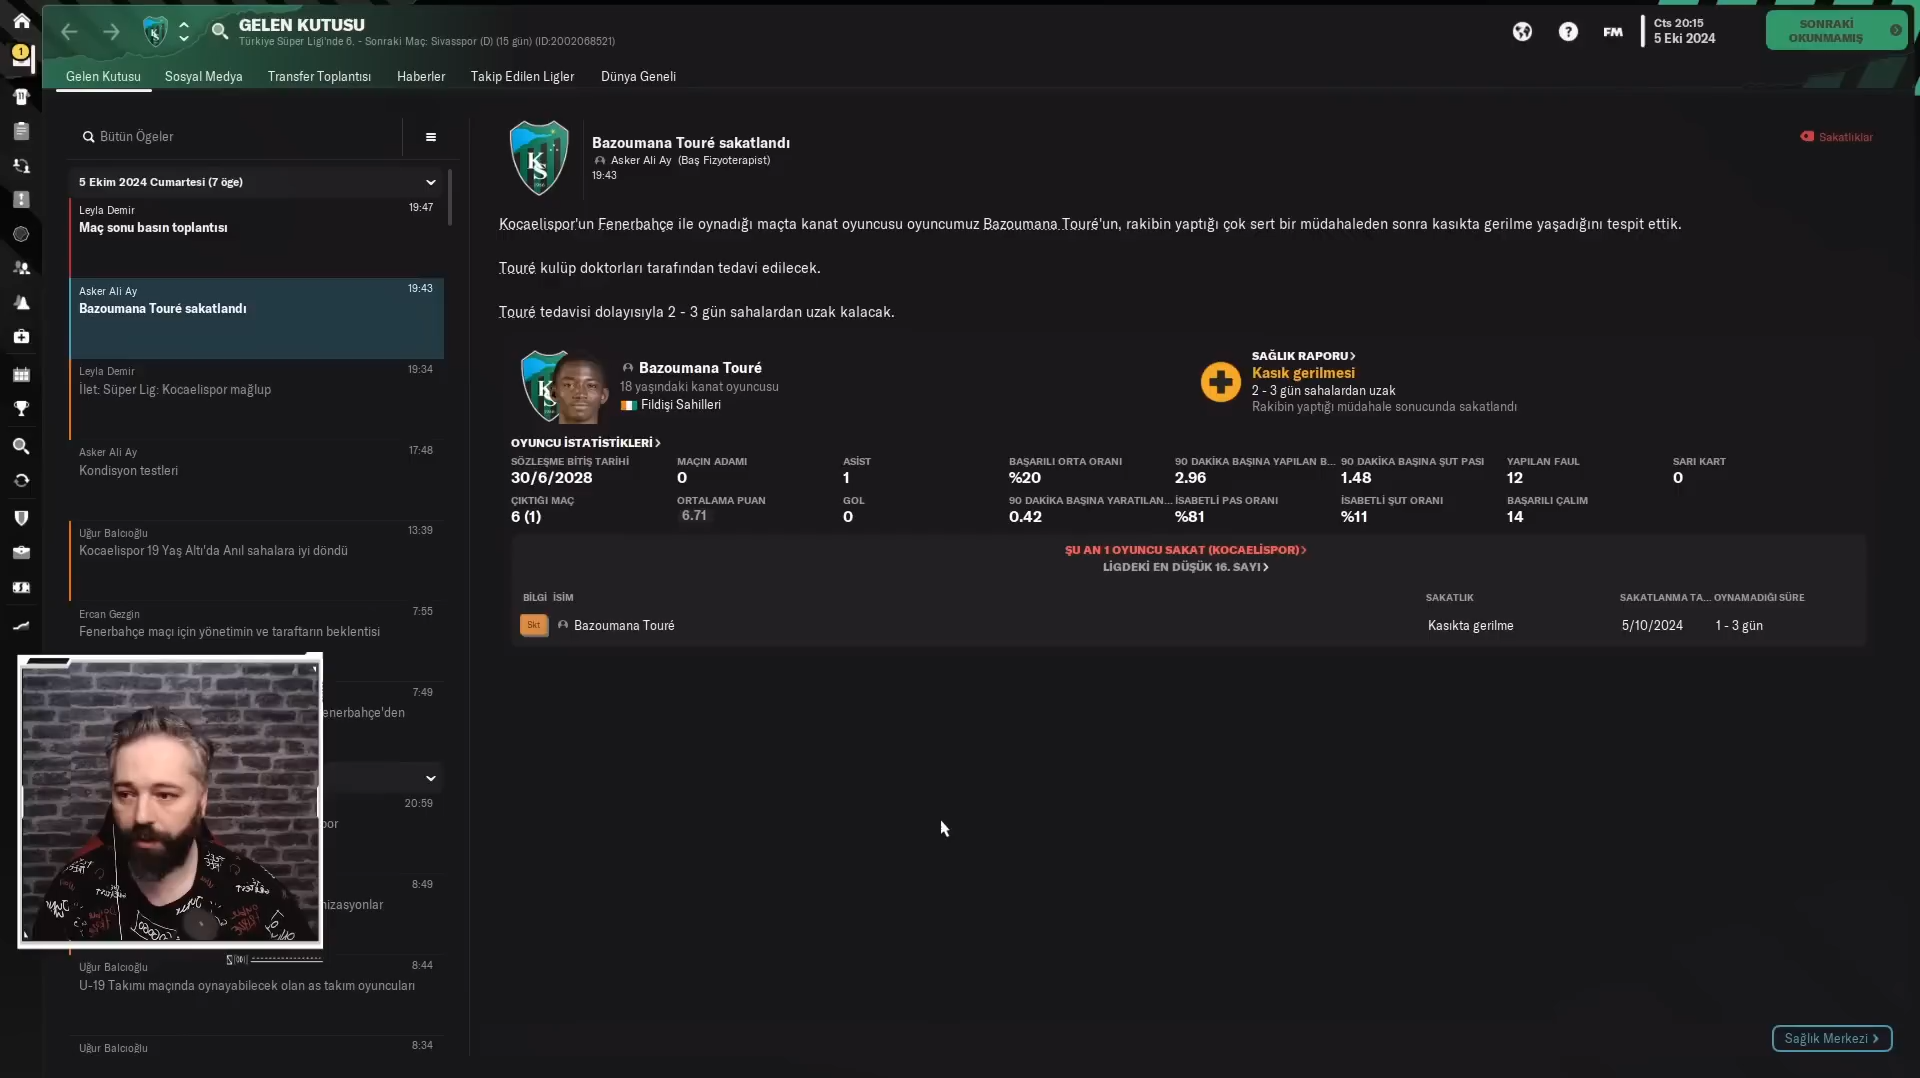 GELEN KUTUSU
Türkiye Süper Ligi'nde 6. - Sonraki Maç: Sivasspor (D) (15 gün) (ID:2002068521)
FM
Cts 20:15
5 Eki 2024
SONRAKİ
OKUNMAMIŞ
1
Gelen Kutusu
Sosyal Medya
Transfer Toplantısı
Haberler
Takip Edilen Ligler
Dünya Geneli
Bütün Ögeler
5 Ekim 2024 Cumartesi (7 öge)
Leyla Demir 19:47
Maç sonu basın toplantısı
Asker Ali Ay 19:43
Bazoumana Touré sakatlandı
Leyla Demir 19:34
İlet: Süper Lig: Kocaelispor mağlup
Asker Ali Ay 17:48
Kondisyon testleri
Uğur Balcıoğlu 13:39
Kocaelispor 19 Yaş Altı'da Anıl sahalara iyi döndü
Ercan Gezgin 7:55
Fenerbahçe maçı için yönetimin ve taraftarın beklentisi
7:49
enerbahçe'den
20:59
por
8:49
nizasyonlar
Uğur Balcıoğlu 8:44
U-19 Takımı maçında oynayabilecek olan as takım oyuncuları
Uğur Balcıoğlu 8:34
Bazoumana Touré sakatlandı
Asker Ali Ay (Baş Fizyoterapist)
19:43
Sakatlıklar
Kocaelispor'un Fenerbahçe ile oynadığı maçta kanat oyuncusu oyuncumuz Bazoumana Touré'un, rakibin yaptığı çok sert bir müdahaleden sonra kasıkta gerilme yaşadığını tespit ettik.
Touré kulüp doktorları tarafından tedavi edilecek.
Touré tedavisi dolayısıyla 2 - 3 gün sahalardan uzak kalacak.
Bazoumana Touré
18 yaşındaki kanat oyuncusu
Fildişi Sahilleri
SAĞLIK RAPORU
Kasık gerilmesi
2 - 3 gün sahalardan uzak
Rakibin yaptığı müdahale sonucunda sakatlandı
OYUNCU İSTATİSTİKLERİ
SÖZLEŞME BİTİŞ TARİHİ MAÇIN ADAMI ASİST BAŞARILI ORTA ORANI 90 DAKİKA BAŞINA YAPILAN B... 90 DAKİKA BAŞINA ŞUT PASI YAPILAN FAUL SARI KART
30/6/2028 0 1 %20 2.96 1.48 12 0
ÇIKTIĞI MAÇ ORTALAMA PUAN GOL 90 DAKİKA BAŞINA YARATILAN... İSABETLİ PAS ORANI İSABETLİ ŞUT ORANI BAŞARILI ÇALIM
6 (1) 6.71 0 0.42 %81 %11 14
ŞU AN 1 OYUNCU SAKAT (KOCAELİSPOR)
LİGDEKİ EN DÜŞÜK 16. SAYI
BİLGİ İSİM SAKATLIK SAKATLANMA TA... OYNAMADIĞI SÜRE
Skt Bazoumana Touré Kasıkta gerilme 5/10/2024 1 - 3 gün
Sağlık Merkezi